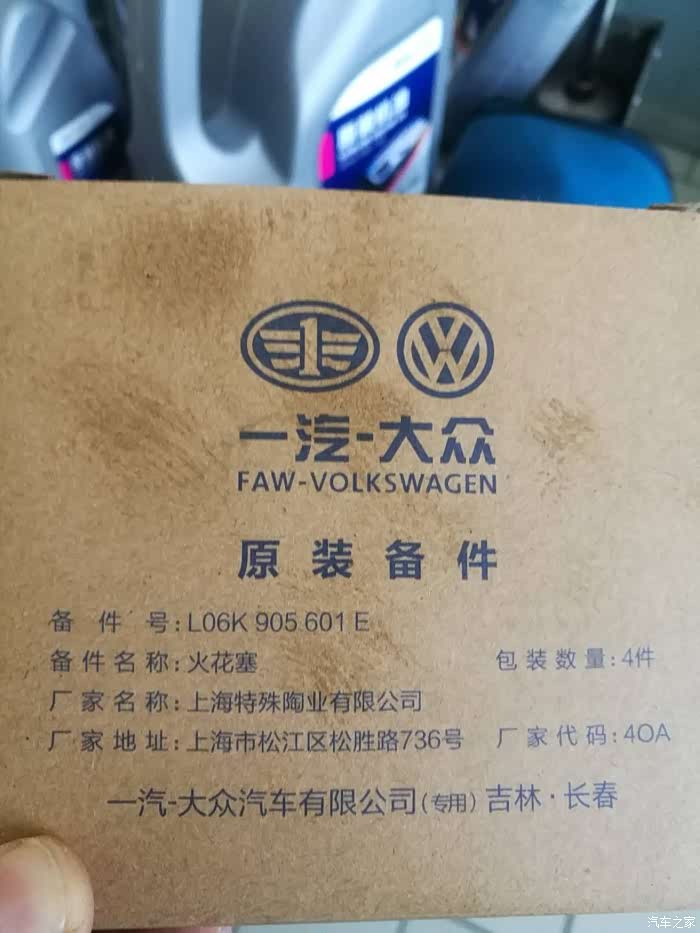 一汽-大众
FAW-VOLKSWAGEN
原装备件
备件号:L06K 905 601 E
备件名称:火花塞 包装数量:4件
厂家名称:上海特殊陶业有限公司
厂家地址:上海市松江区松胜路736号 厂家代码:4OA
一汽-大众汽车有限公司(专用) 吉林·长春
汽车之家